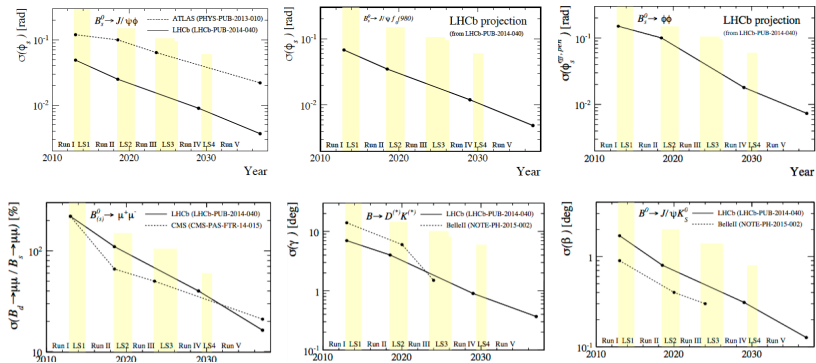 σ(ϕs) [rad]
B⁰s → J/ψϕ
ATLAS (PHYS-PUB-2013-010)
LHCb (LHCb-PUB-2014-040)
10⁻¹
10⁻²
Run I LS1 Run II LS2 Run III LS3 Run IV LS4 Run V
2010 2020 2030
Year
σ(ϕs) [rad]
B⁰s → J/ψ f₀(980)
LHCb projection
(from LHCb-PUB-2014-040)
10⁻¹
10⁻²
Run I LS1 Run II LS2 Run III LS3 Run IV LS4 Run V
2010 2020 2030
Year
B⁰s → ϕϕ
LHCb projection
(from LHCb-PUB-2014-040)
[rad]
10⁻¹
10⁻²
Run I LS1 Run II LS2 Run III LS3 Run IV LS4 Run V
2010 2020 2030
Year
σ(Bd→μμ / Bs→μμ) [%]
B⁰(s) → μ⁺μ⁻
LHCb (LHCb-PUB-2014-040)
CMS (CMS-PAS-FTR-14-015)
10²
10
Run I LS1 Run II LS2 Run III LS3 Run IV LS4 Run V
2010 2020 2030
σ(γ) [deg]
B → D⁽*⁾K⁽*⁾
LHCb (LHCb-PUB-2014-040)
BelleII (NOTE-PH-2015-002)
10
1
10⁻¹
Run I LS1 Run II LS2 Run III LS3 Run IV LS4 Run V
2010 2020 2030
σ(β) [deg]
B⁰ → J/ψK⁰S
LHCb (LHCb-PUB-2014-040)
BelleII (NOTE-PH-2015-002)
1
10⁻¹
Run I LS1 Run II LS2 Run III LS3 Run IV LS4 Run V
2010 2020 2030